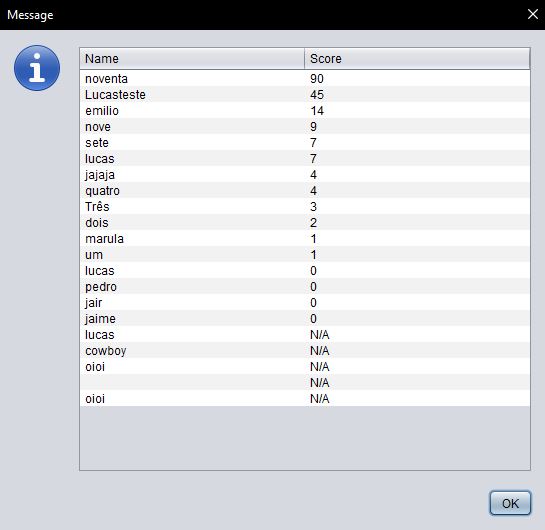 Message
Name Score
noventa 90
Lucasteste 45
emilio 14
nove 9
sete 7
lucas 7
jajaja 4
quatro 4
Três 3
dois 2
marula 1
um 1
lucas 0
pedro 0
jair 0
jaime 0
lucas N/A
cowboy N/A
oioi N/A
N/A
oioi N/A
OK